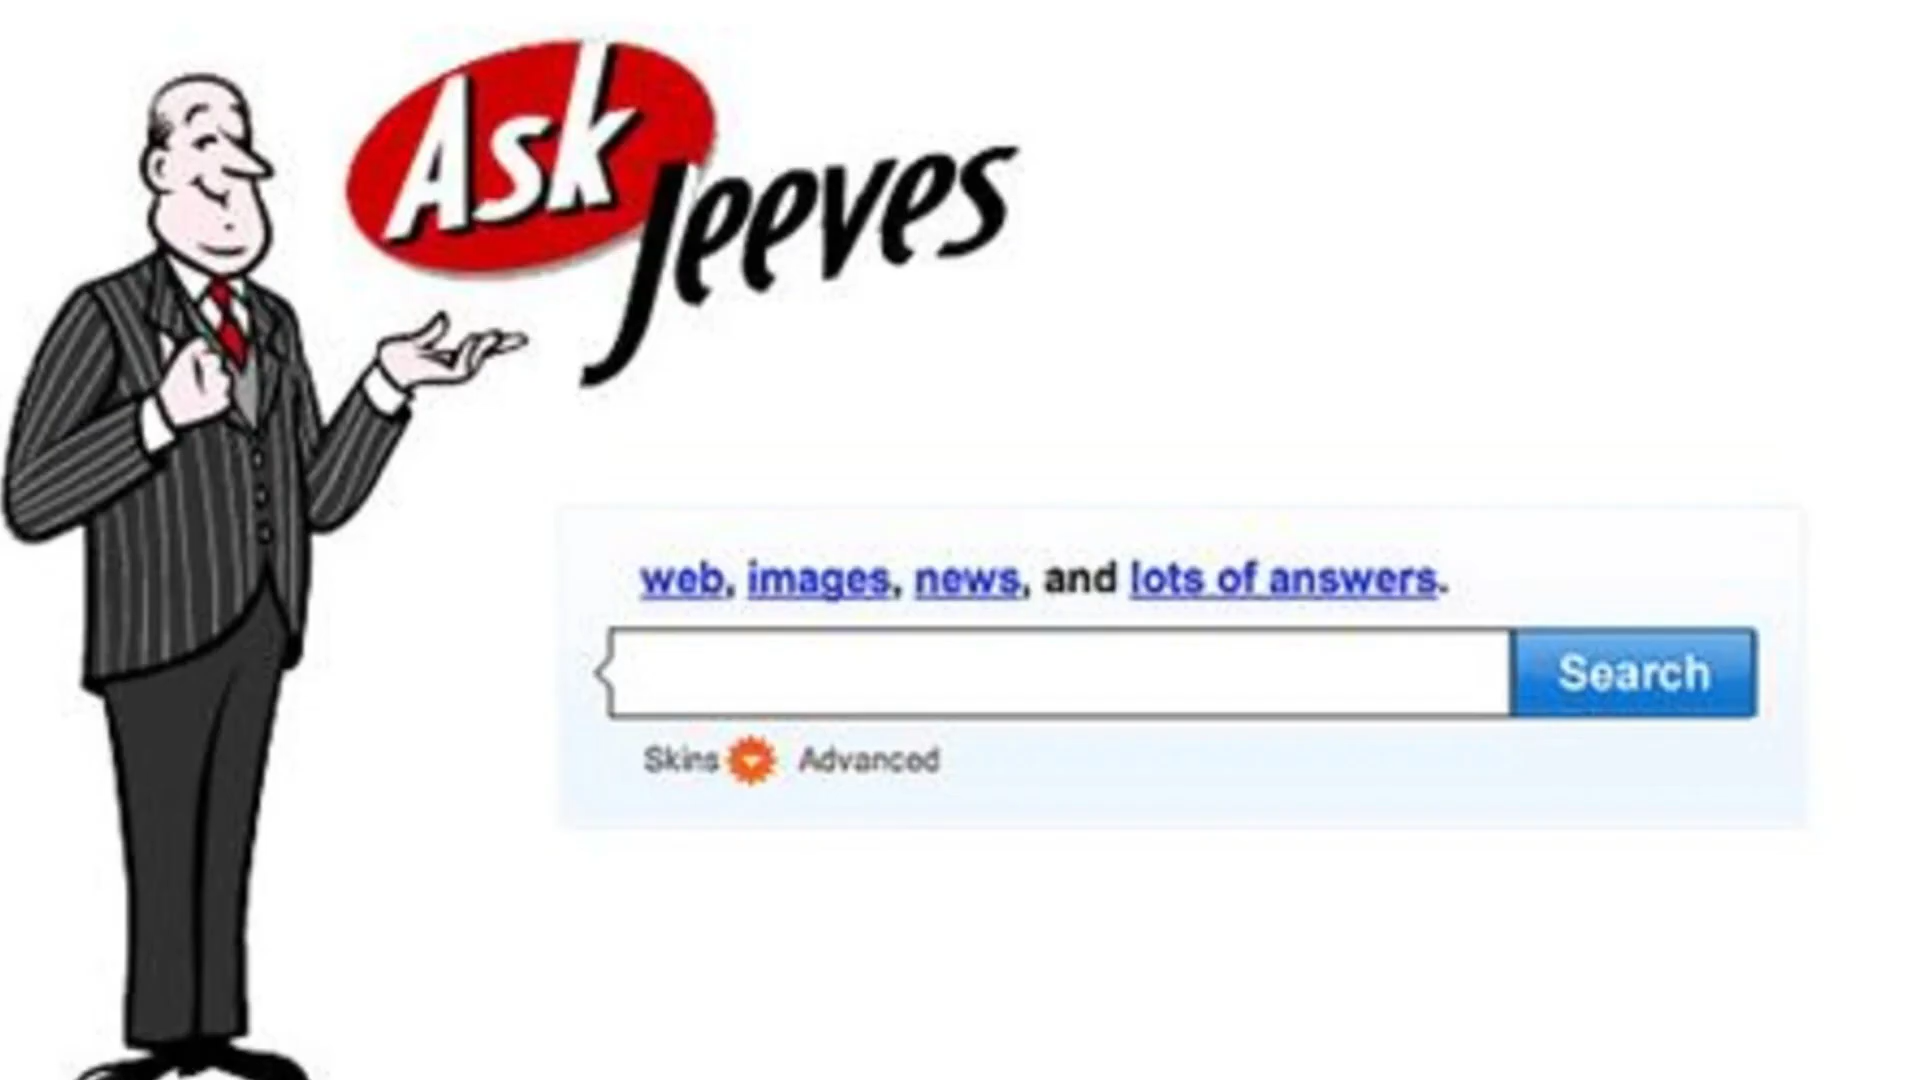 Ask
Jeeves
web, images, news, and lots of answers.
Search
Skins Advanced